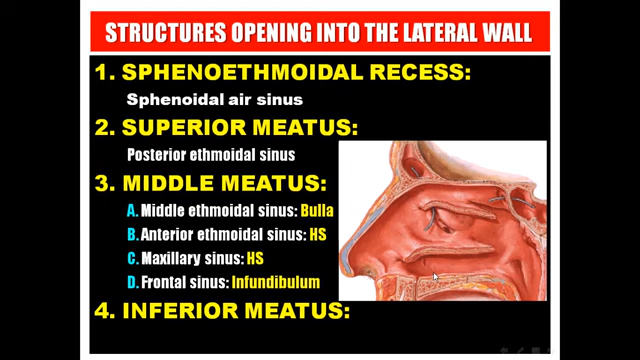 STRUCTURES OPENING INTO THE LATERAL WALL
1. SPHENOETHMOIDAL RECESS:
Sphenoidal air sinus
2. SUPERIOR MEATUS:
Posterior ethmoidal sinus
3. MIDDLE MEATUS:
A. Middle ethmoidal sinus: Bulla
B. Anterior ethmoidal sinus: HS
C. Maxillary sinus: HS
D. Frontal sinus: Infundibulum
4. INFERIOR MEATUS: